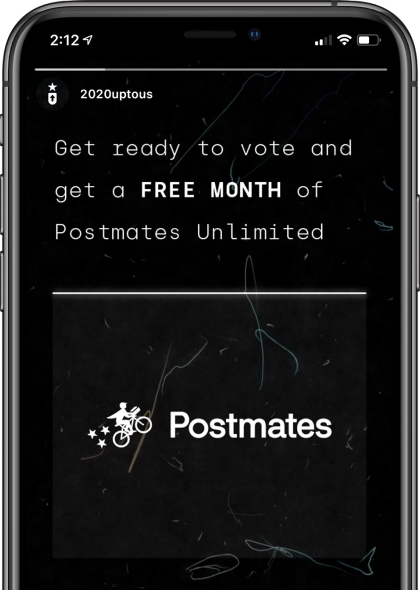 2:12
2020uptous
Get ready to vote and
get a FREE MONTH of
Postmates Unlimited
Postmates